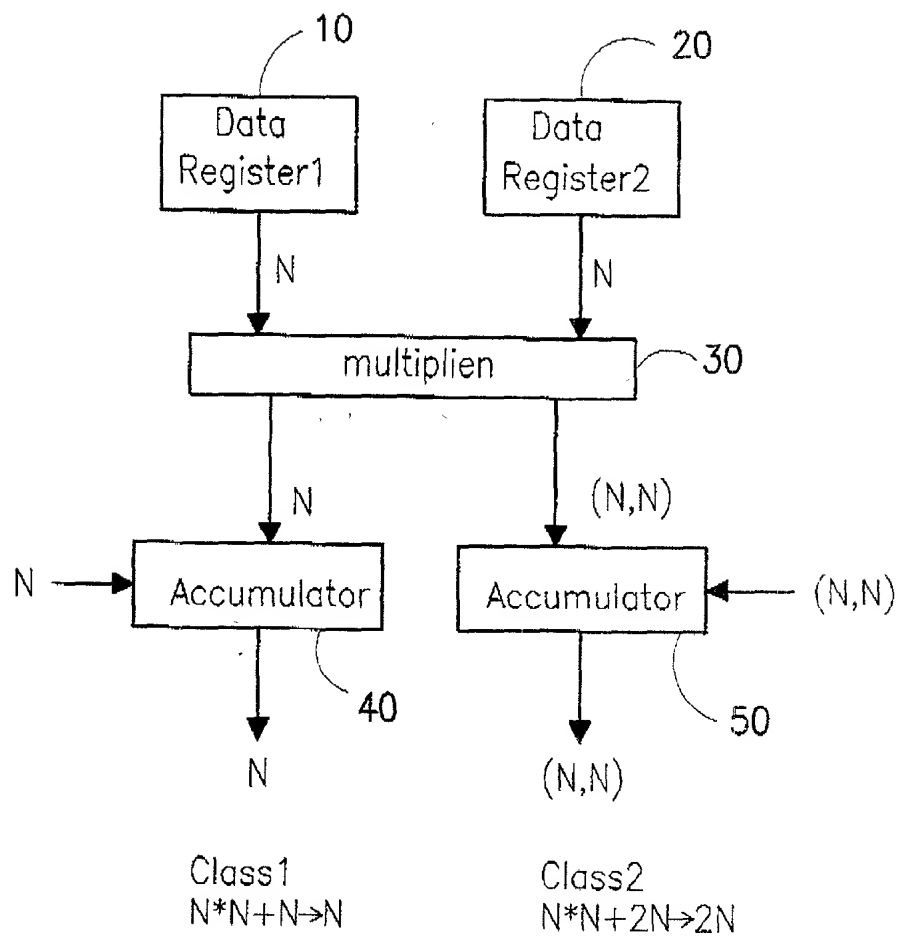 10
20
Data
Register1
Data
Register2
N
N
multiplien
30
N
(N,N)
N
Accumulator
Accumulator
(N,N)
40
50
N
(N,N)
Class1
N*N+N→N
Class2
N*N+2N→2N